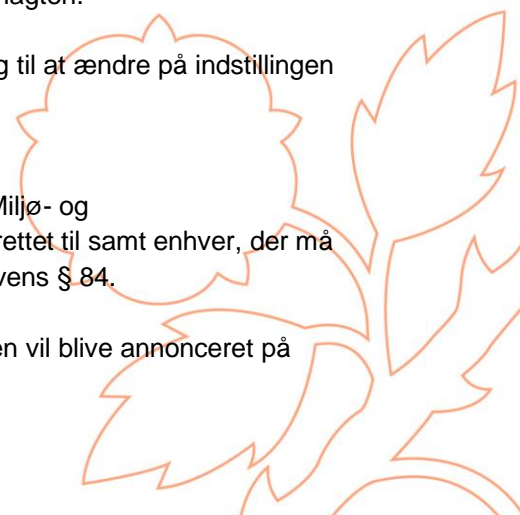 g til at ændre på indstillingen
Miljø- og
rettet til samt enhver, der må
vens § 84.
en vil blive annonceret på